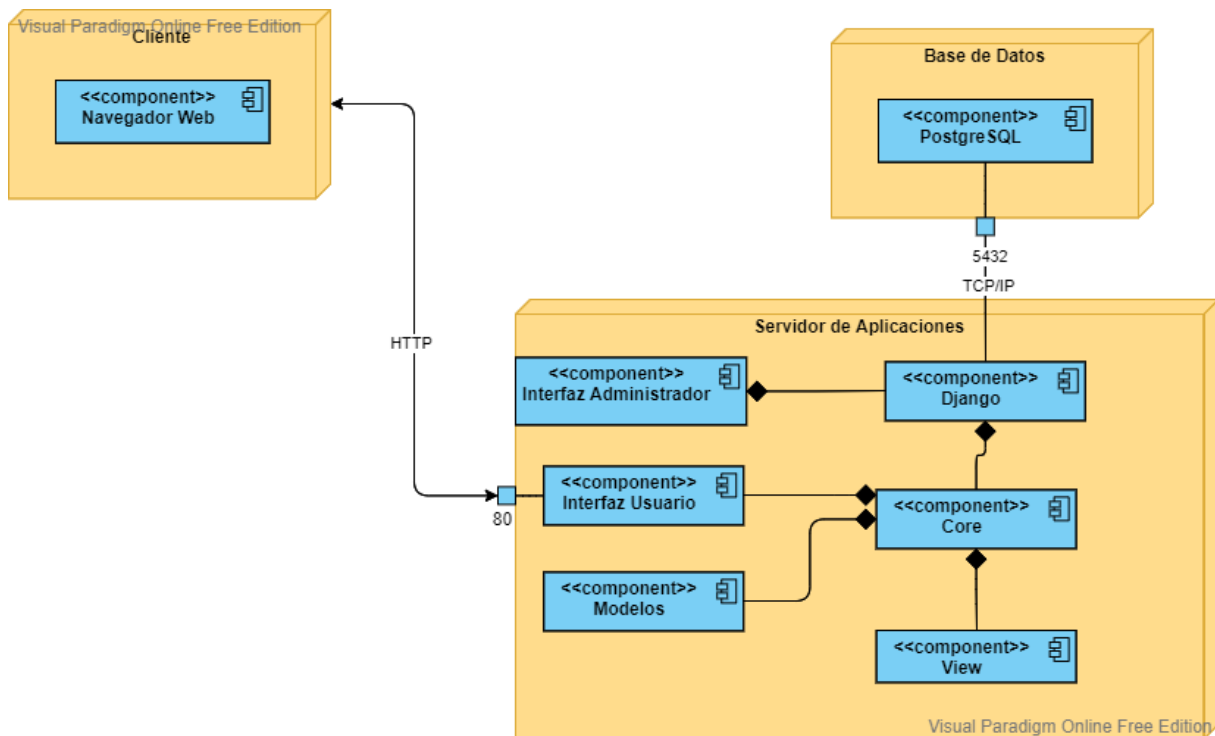 Visual Paradigm Online Free Edition
Cliente
<<component>>
Navegador Web
Base de Datos
<<component>>
PostgreSQL
5432
TCP/IP
HTTP
Servidor de Aplicaciones
<<component>>
Interfaz Administrador
<<component>>
Django
<<component>>
Interfaz Usuario
80
<<component>>
Core
<<component>>
Modelos
<<component>>
View
Visual Paradigm Online Free Edition